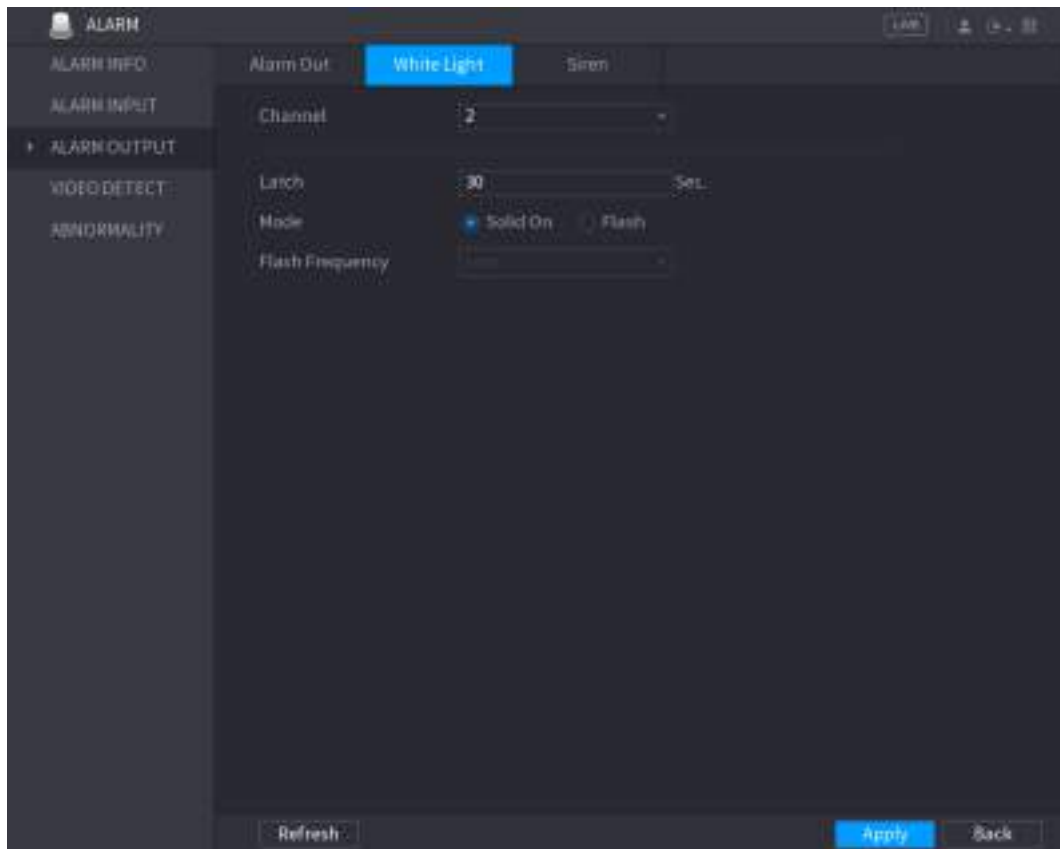 ALARM
LIVE
ALARM INFO
ALARM INPUT
ALARM OUTPUT
VIDEO DETECT
ABNORMALITY
Alarm Out
White Light
Siren
Channel
2
Latch
30
Sec.
Mode
Solid On
Flash
Flash Frequency
Refresh
Apply
Back